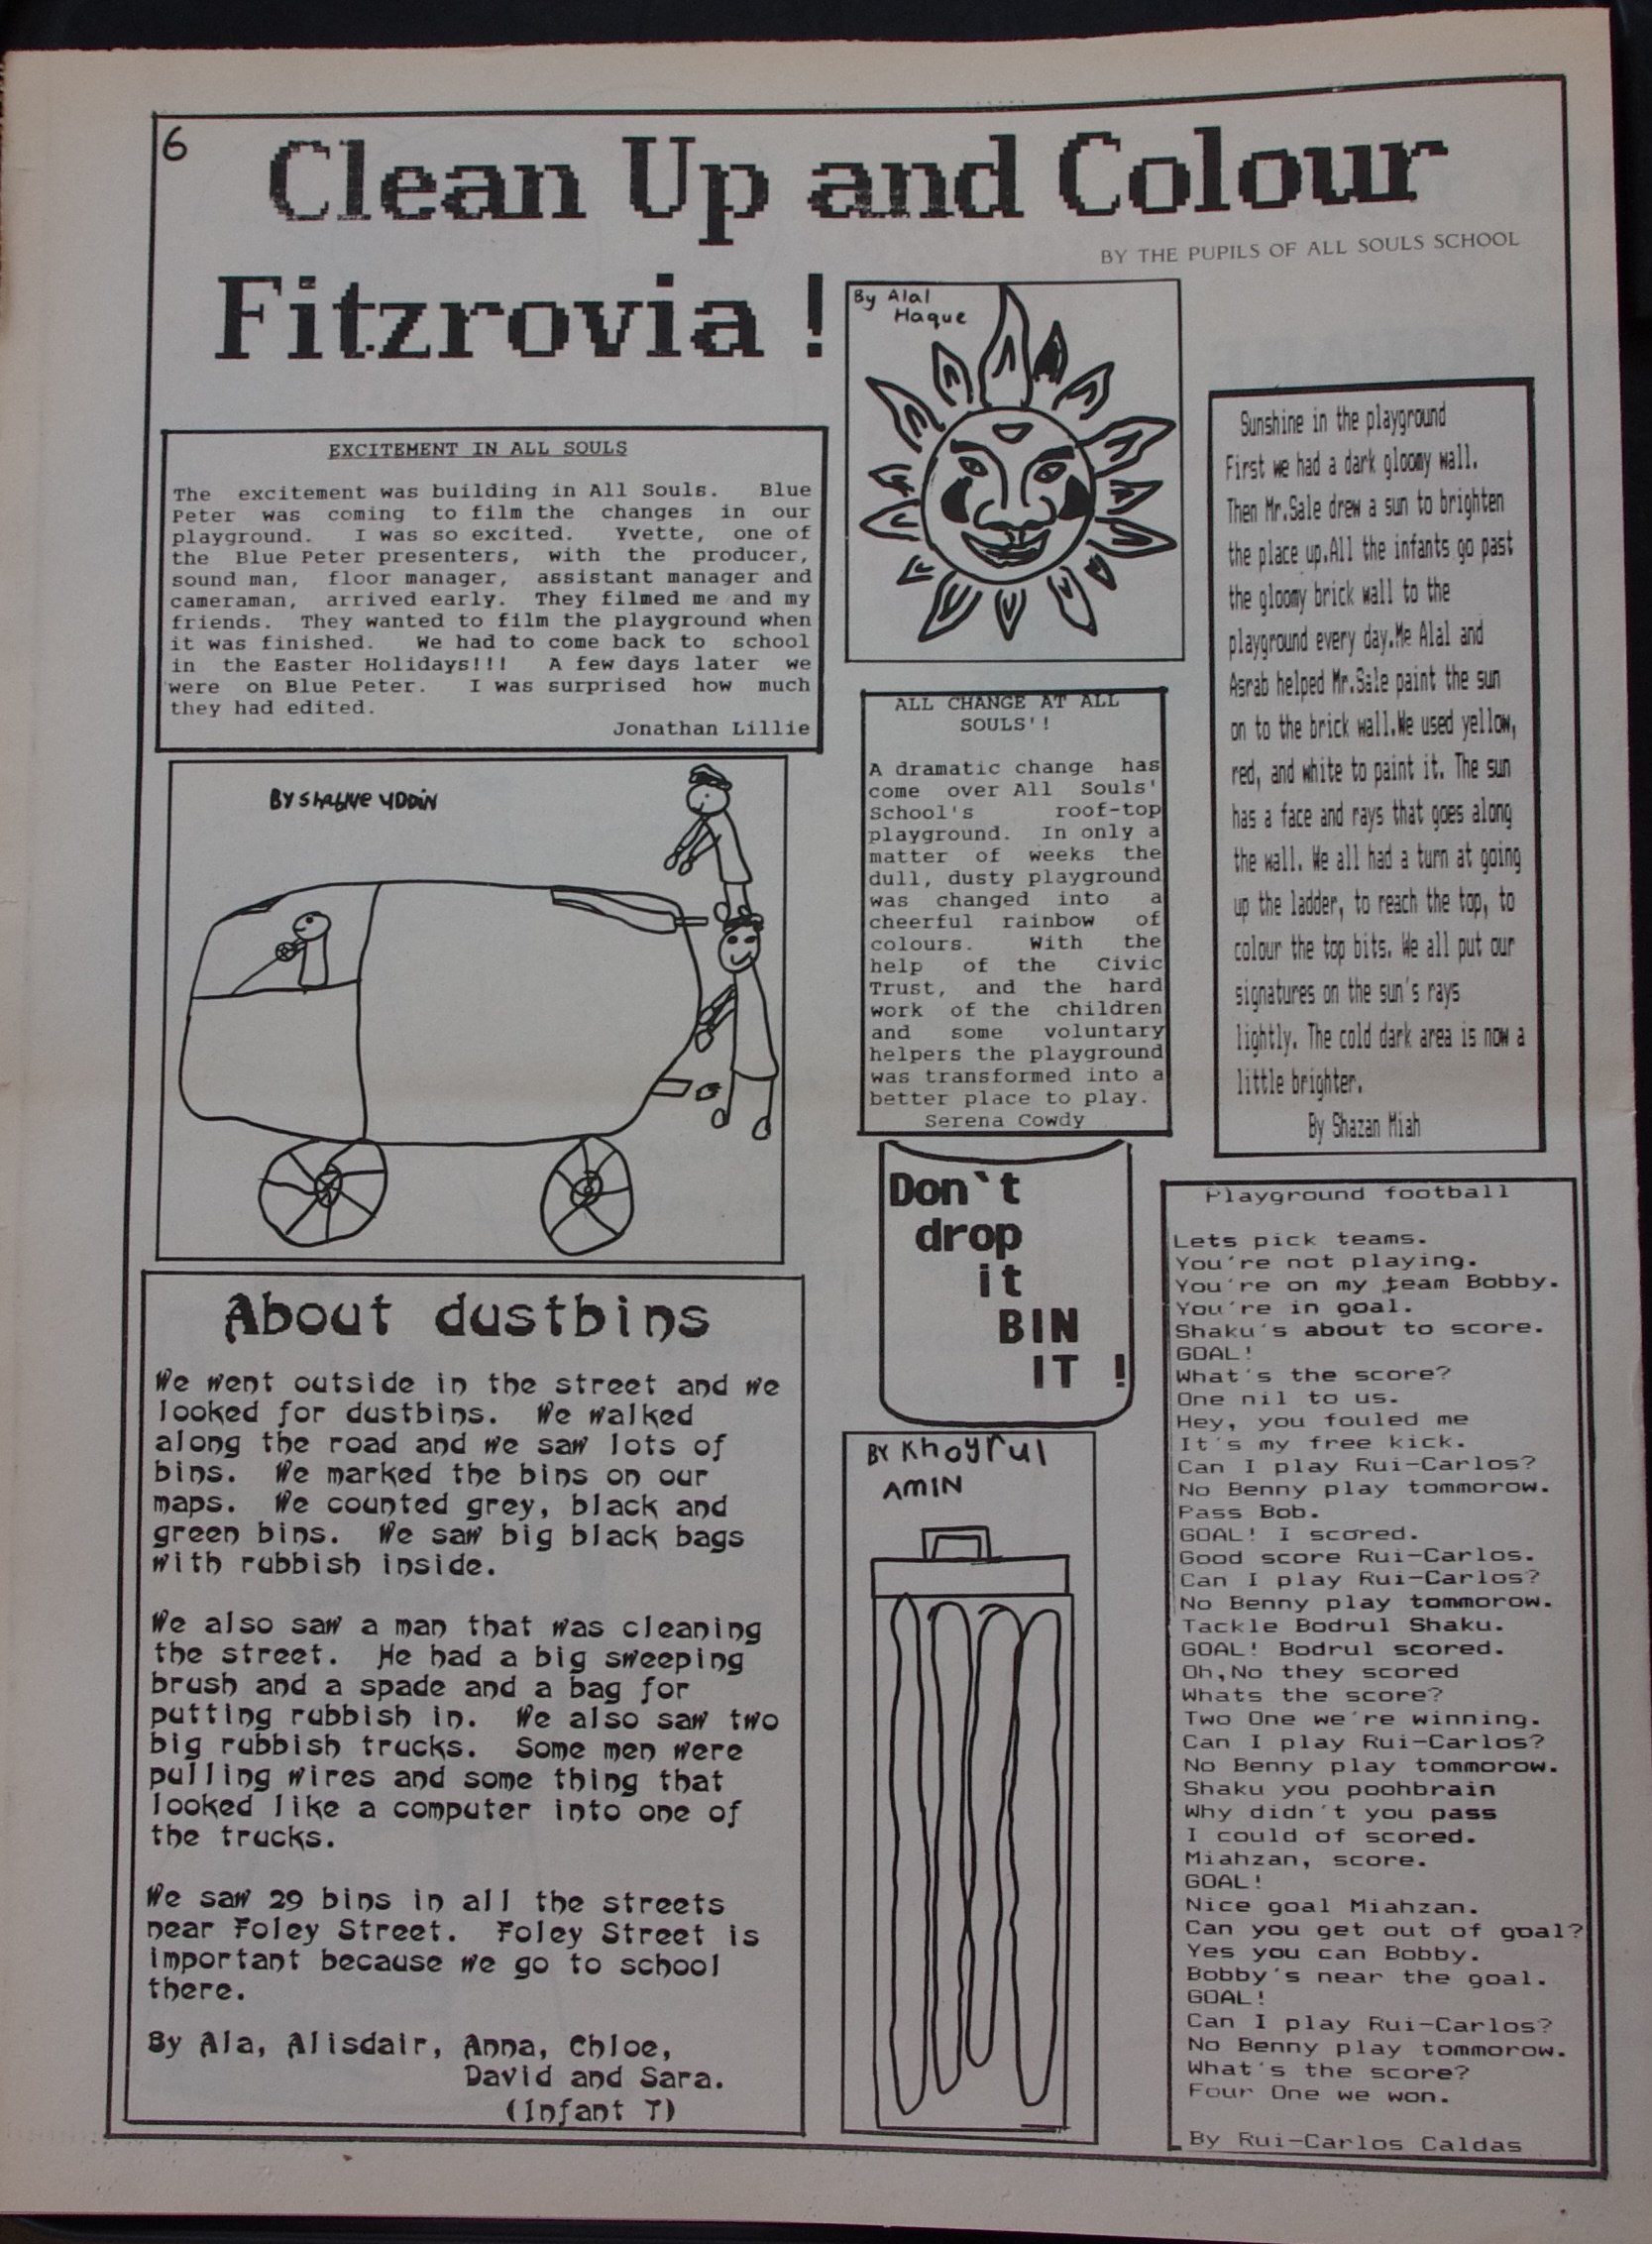 6
Clean Up and Colour
Fitzrovia !
BY THE PUPILS OF ALL SOULS SCHOOL
EXCITEMENT IN ALL SOULS
The excitement was building in All Souls. Blue
Peter was coming to film the changes in our
playground. I was so excited. Yvette, one of
the Blue Peter presenters, with the producer,
sound man, floor manager, assistant manager and
cameraman, arrived early. They filmed me and my
friends. They wanted to film the playground when
it was finished. We had to come back to school
in the Easter Holidays!!! A few days later we
were on Blue Peter. I was surprised how much
they had edited.
Jonathan Lillie
By Alal
Haque
Sunshine in the playground
First we had a dark gloomy wall.
Then Mr.Sale drew a sun to brighten
the place up.All the infants go past
the gloomy brick wall to the
playground every day.Me Alal and
Asrab helped Mr.Sale paint the sun
on to the brick wall.We used yellow,
red, and white to paint it. The sun
has a face and rays that goes along
the wall. We all had a turn at going
up the ladder, to reach the top, to
colour the top bits. We all put our
signatures on the sun's rays
lightly. The cold dark area is now a
little brighter.
By Shazan Miah
ALL CHANGE AT ALL
SOULS'!
A dramatic change has
come over All Souls'
School's roof-top
playground. In only a
matter of weeks the
dull, dusty playground
was changed into a
cheerful rainbow of
colours. With the
help of the Civic
Trust, and the hard
work of the children
and some voluntary
helpers the playground
was transformed into a
better place to play.
Serena Cowdy
BY UDDIN
About dustbins
We went outside in the street and we
looked for dustbins. We walked
along the road and we saw lots of
bins. We marked the bins on our
maps. We counted grey, black and
green bins. We saw big black bags
with rubbish inside.
We also saw a man that was cleaning
the street. He had a big sweeping
brush and a spade and a bag for
putting rubbish in. We also saw two
big rubbish trucks. Some men were
pulling wires and some thing that
looked like a computer into one of
the trucks.
We saw 29 bins in all the streets
near Foley Street. Foley Street is
important because we go to school
there.
By Ala, Alisdair, Anna, Chloe,
David and Sara.
(Infant T)
Don`t
drop
it
BIN
IT !
BY Khoyrul
AMIN
Playground football
Lets pick teams.
You're not playing.
You're on my team Bobby.
You're in goal.
Shaku's about to score.
GOAL!
What's the score?
One nil to us.
Hey, you fouled me
It's my free kick.
Can I play Rui-Carlos?
No Benny play tommorow.
Pass Bob.
GOAL! I scored.
Good score Rui-Carlos.
Can I play Rui-Carlos?
No Benny play tommorow.
Tackle Bodrul Shaku.
GOAL! Bodrul scored.
Oh,No they scored
Whats the score?
Two One we're winning.
Can I play Rui-Carlos?
No Benny play tommorow.
Shaku you poohbrain
Why didn't you pass
I could of scored.
Miahzan, score.
GOAL!
Nice goal Miahzan.
Can you get out of goal?
Yes you can Bobby.
Bobby's near the goal.
GOAL!
Can I play Rui-Carlos?
No Benny play tommorow.
What's the score?
Four One we won.
By Rui-Carlos Caldas